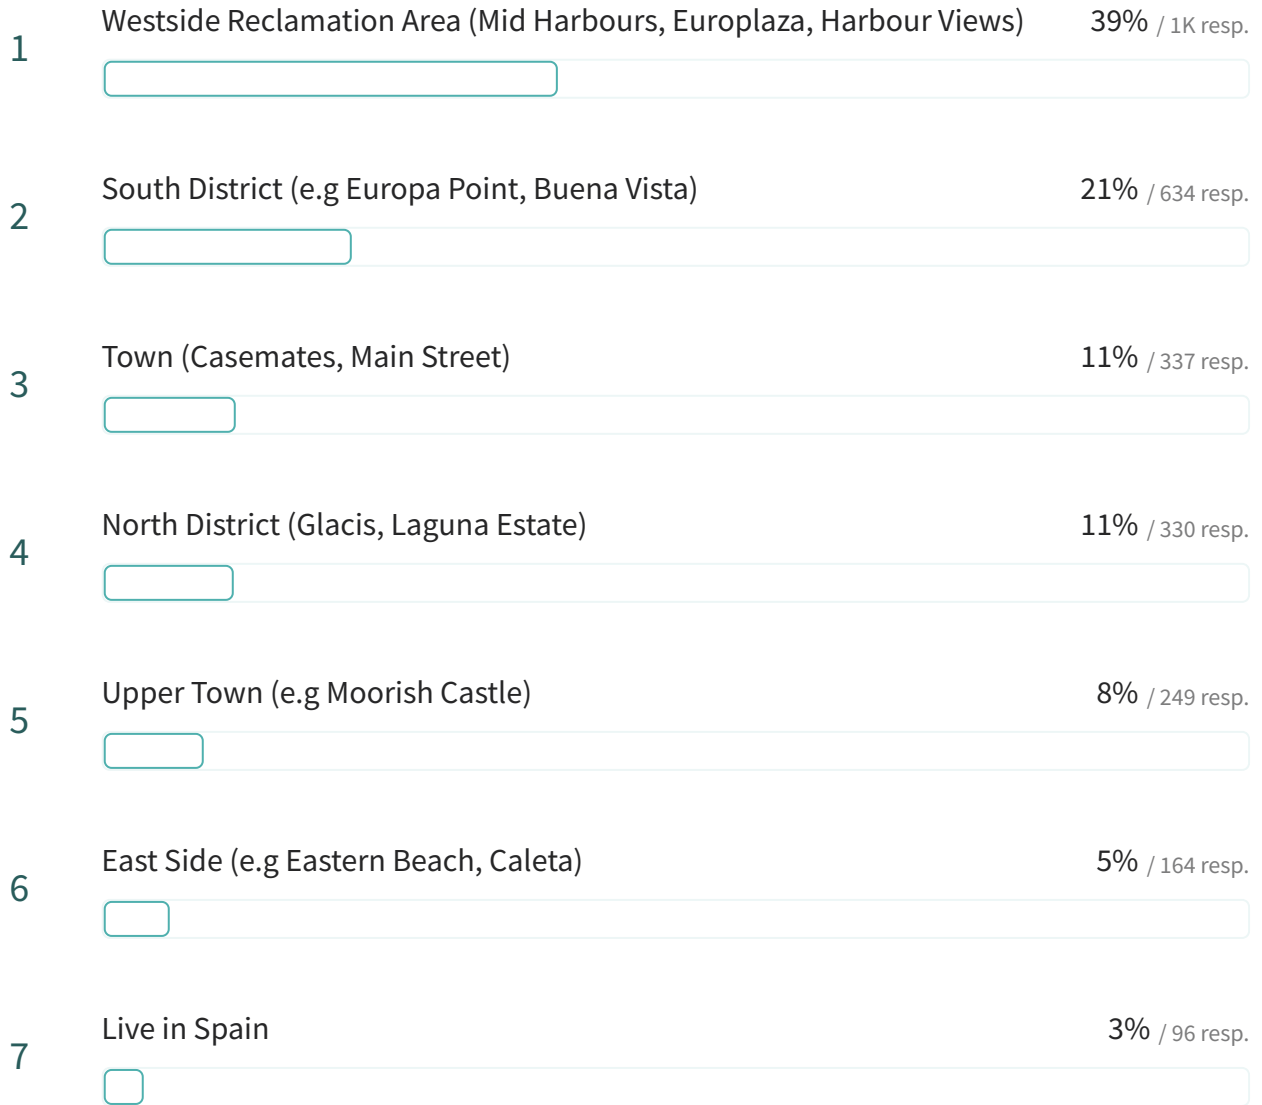 1
Westside Reclamation Area (Mid Harbours, Europlaza, Harbour Views) 39% / 1K resp.
2
South District (e.g Europa Point, Buena Vista) 21% / 634 resp.
3
Town (Casemates, Main Street) 11% / 337 resp.
4
North District (Glacis, Laguna Estate) 11% / 330 resp.
5
Upper Town (e.g Moorish Castle) 8% / 249 resp.
6
East Side (e.g Eastern Beach, Caleta) 5% / 164 resp.
7
Live in Spain 3% / 96 resp.